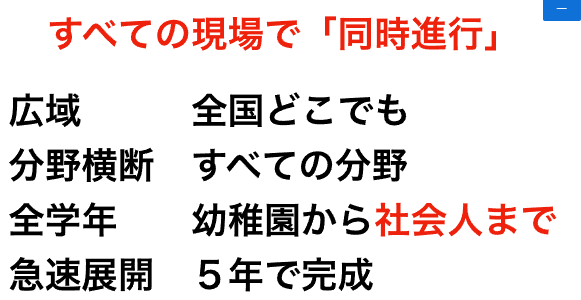 すべての現場で「同時進行」
広域　　　全国どこでも
分野横断　すべての分野
全学年　　幼稚園から社会人まで
急速展開　５年で完成